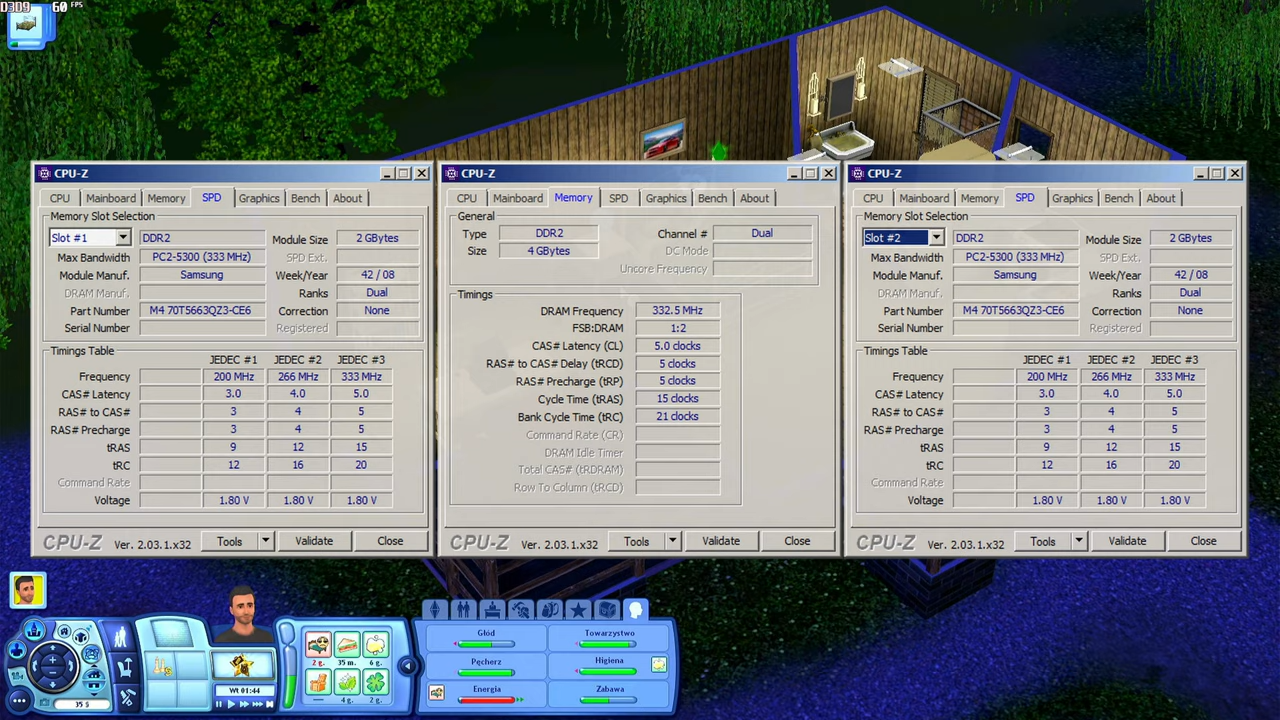 D3D9 60 FPS
CPU-Z
CPU Mainboard Memory SPD Graphics Bench About
Memory Slot Selection
Slot #1 DDR2 Module Size 2 GBytes
Max Bandwidth PC2-5300 (333 MHz) SPD Ext.
Module Manuf. Samsung Week/Year 42 / 08
DRAM Manuf. Ranks Dual
Part Number M4 70T5663QZ3-CE6 Correction None
Serial Number Registered
Timings Table
JEDEC #1 JEDEC #2 JEDEC #3
Frequency 200 MHz 266 MHz 333 MHz
CAS# Latency 3.0 4.0 5.0
RAS# to CAS# 3 4 5
RAS# Precharge 3 4 5
tRAS 9 12 15
tRC 12 16 20
Command Rate
Voltage 1.80 V 1.80 V 1.80 V
CPU-Z Ver. 2.03.1.x32 Tools Validate Close
CPU-Z
CPU Mainboard Memory SPD Graphics Bench About
General
Type DDR2 Channel # Dual
Size 4 GBytes DC Mode
Uncore Frequency
Timings
DRAM Frequency 332.5 MHz
FSB:DRAM 1:2
CAS# Latency (CL) 5.0 clocks
RAS# to CAS# Delay (tRCD) 5 clocks
RAS# Precharge (tRP) 5 clocks
Cycle Time (tRAS) 15 clocks
Bank Cycle Time (tRC) 21 clocks
Command Rate (CR)
DRAM Idle Timer
Total CAS# (tRDRAM)
Row To Column (tRCD)
CPU-Z Ver. 2.03.1.x32 Tools Validate Close
CPU-Z
CPU Mainboard Memory SPD Graphics Bench About
Memory Slot Selection
Slot #2 DDR2 Module Size 2 GBytes
Max Bandwidth PC2-5300 (333 MHz) SPD Ext.
Module Manuf. Samsung Week/Year 42 / 08
DRAM Manuf. Ranks Dual
Part Number M4 70T5663QZ3-CE6 Correction None
Serial Number Registered
Timings Table
JEDEC #1 JEDEC #2 JEDEC #3
Frequency 200 MHz 266 MHz 333 MHz
CAS# Latency 3.0 4.0 5.0
RAS# to CAS# 3 4 5
RAS# Precharge 3 4 5
tRAS 9 12 15
tRC 12 16 20
Command Rate
Voltage 1.80 V 1.80 V 1.80 V
CPU-Z Ver. 2.03.1.x32 Tools Validate Close
35 $
Wt 01:44
2 g. 35 m. 6 g.
4 g. 2 g.
Głód Towarzystwo
Pęcherz Higiena
Energia Zabawa